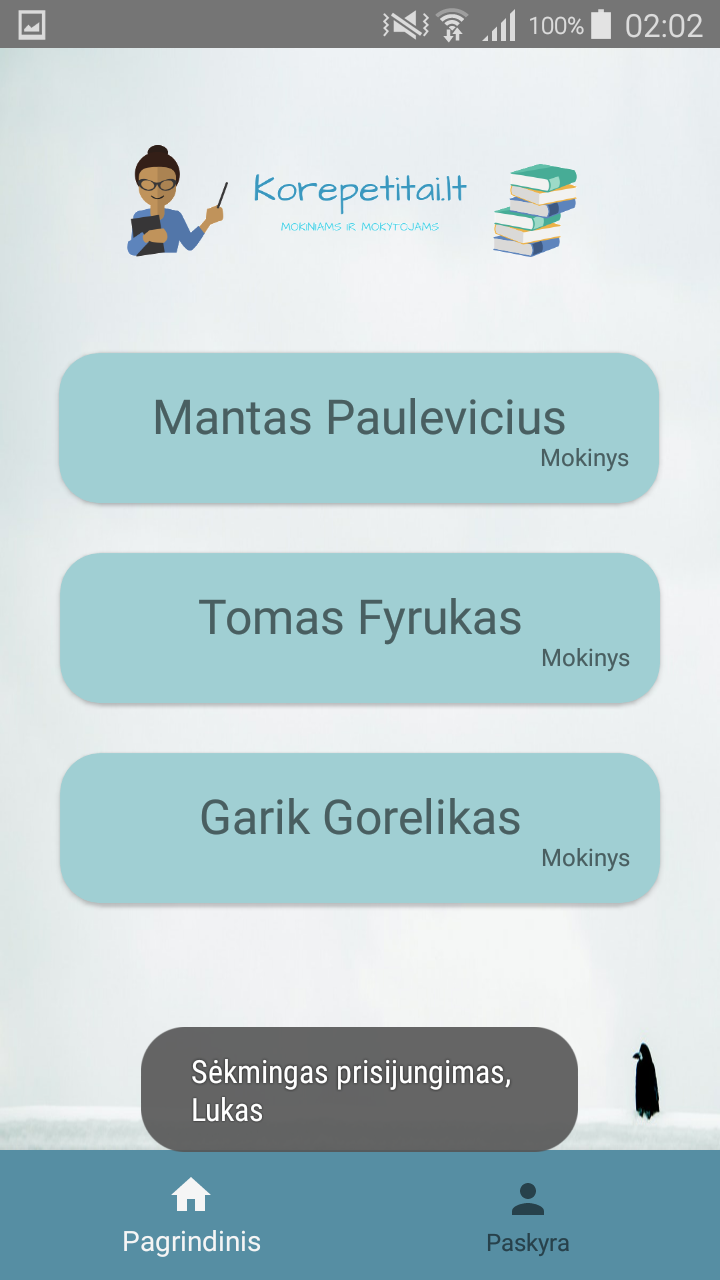 100% 02:02
Korepetitai.lt
MOKINIAMS IR MOKYTOJAMS
Mantas Paulevicius
Mokinys
Tomas Fyrukas
Mokinys
Garik Gorelikas
Mokinys
Sėkmingas prisijungimas,
Lukas
Pagrindinis
Paskyra